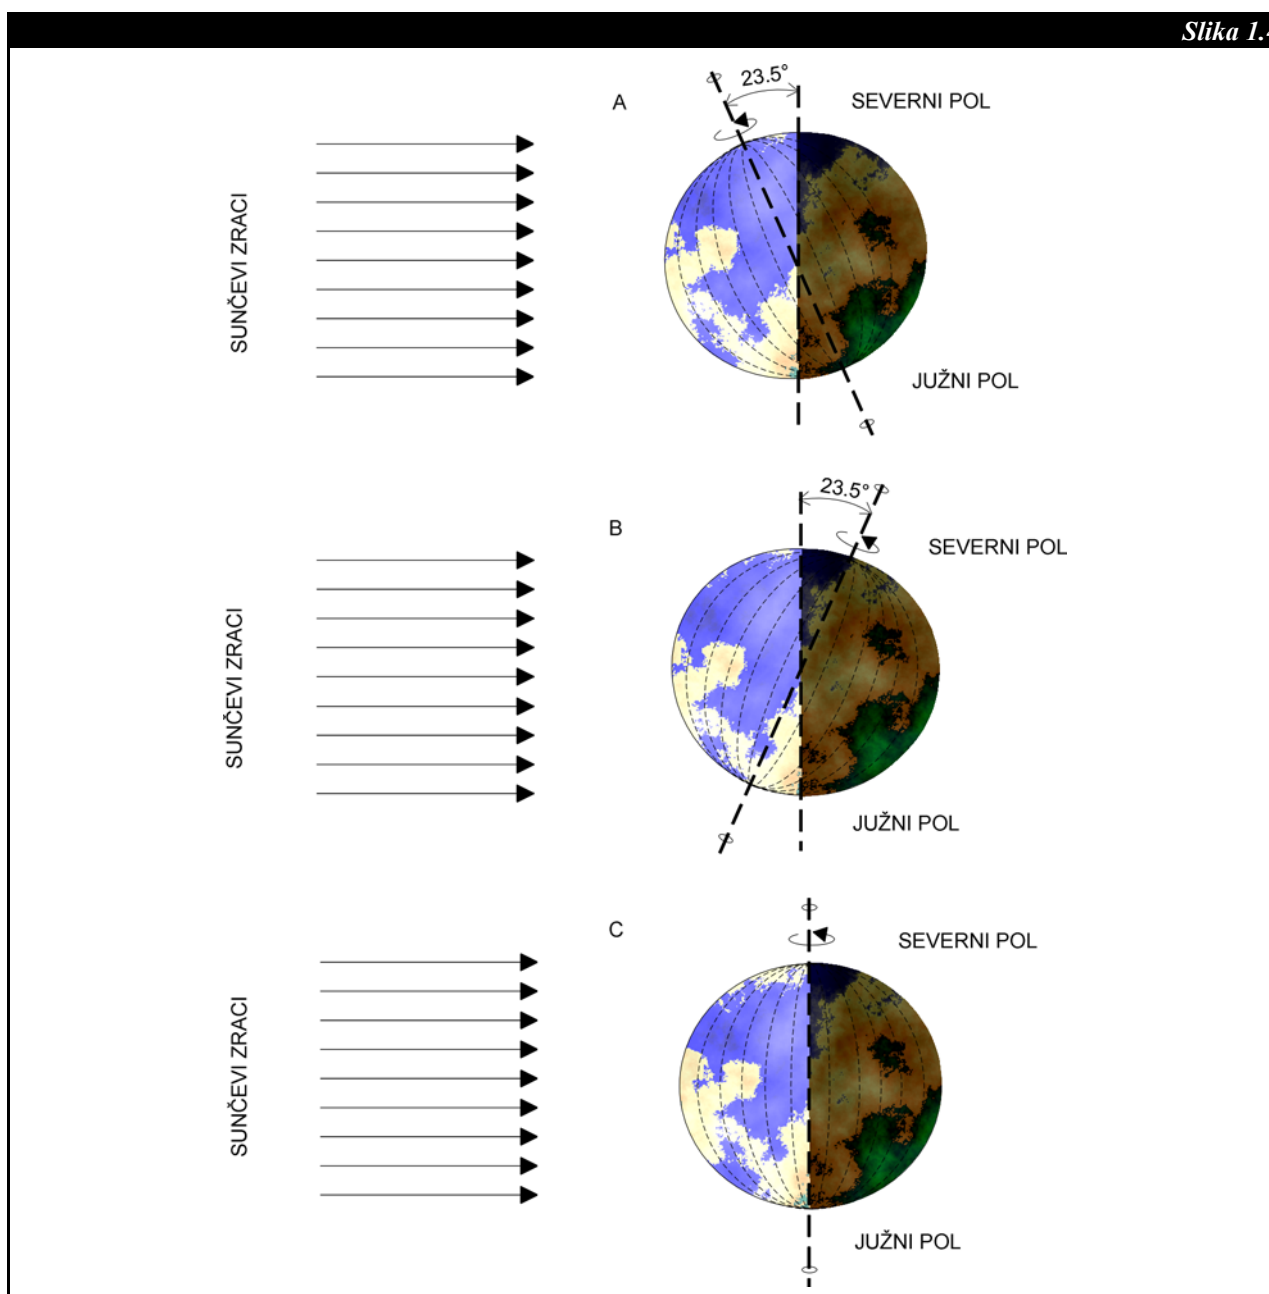 Slika 1.
23.5°
A
SEVERNI POL
SUNČEVI ZRACI
JUŽNI POL
23.5°
B
SEVERNI POL
SUNČEVI ZRACI
JUŽNI POL
C
SEVERNI POL
SUNČEVI ZRACI
JUŽNI POL